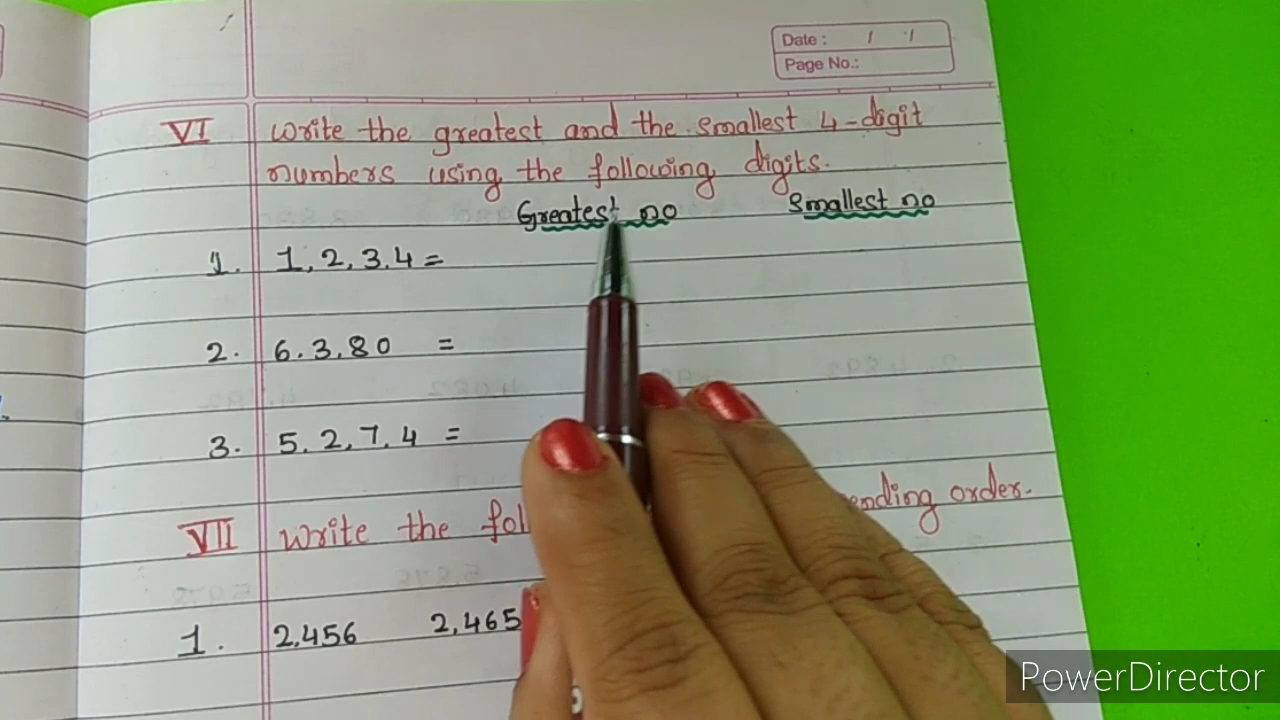 Date : / /
Page No.:
VI Write the greatest and the smallest 4-digit
numbers using the following digits.
Greatest no Smallest no
1. 1, 2, 3, 4 =
2. 6, 3, 8 0 =
3. 5, 2, 7, 4 =
VII Write the order.
1. 2,456 2,465
PowerDirector